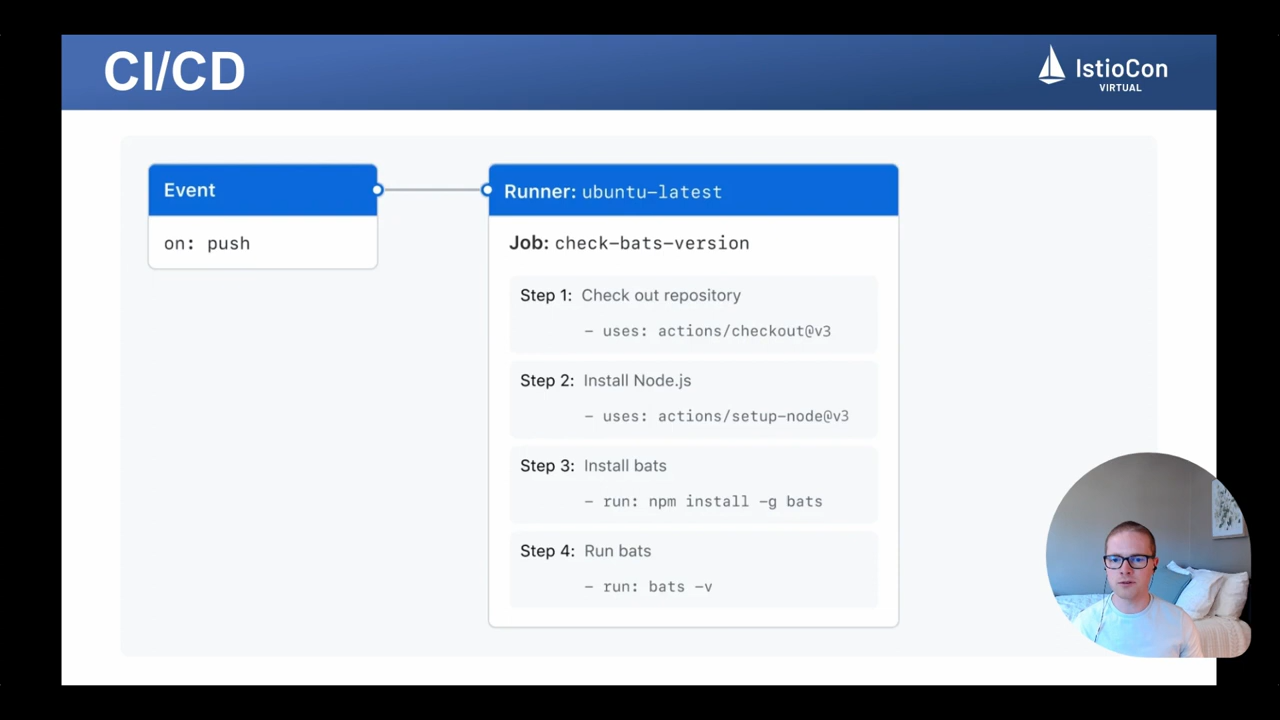 CI/CD
IstioCon
VIRTUAL
Event
on: push
Runner: ubuntu-latest
Job: check-bats-version
Step 1: Check out repository
- uses: actions/checkout@v3
Step 2: Install Node.js
- uses: actions/setup-node@v3
Step 3: Install bats
- run: npm install -g bats
Step 4: Run bats
- run: bats -v